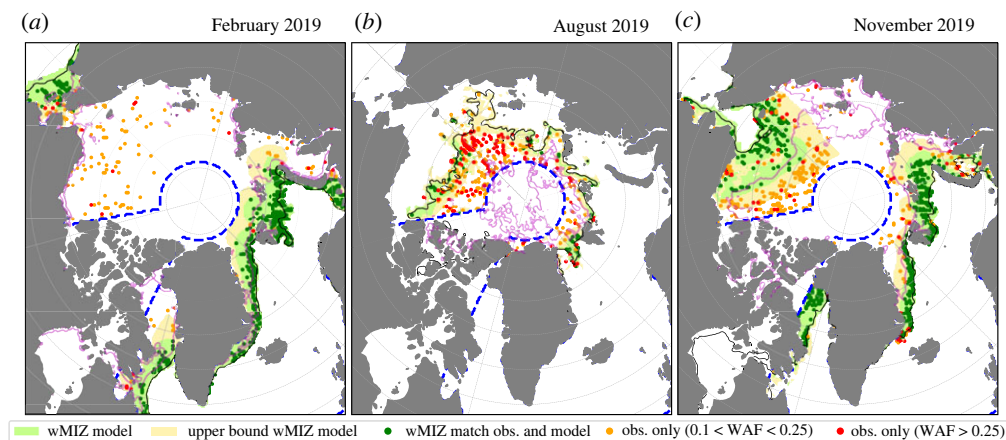 (a) February 2019
(b) August 2019
(c) November 2019
wMIZ model upper bound wMIZ model wMIZ match obs. and model obs. only (0.1 < WAF < 0.25) obs. only (WAF > 0.25)